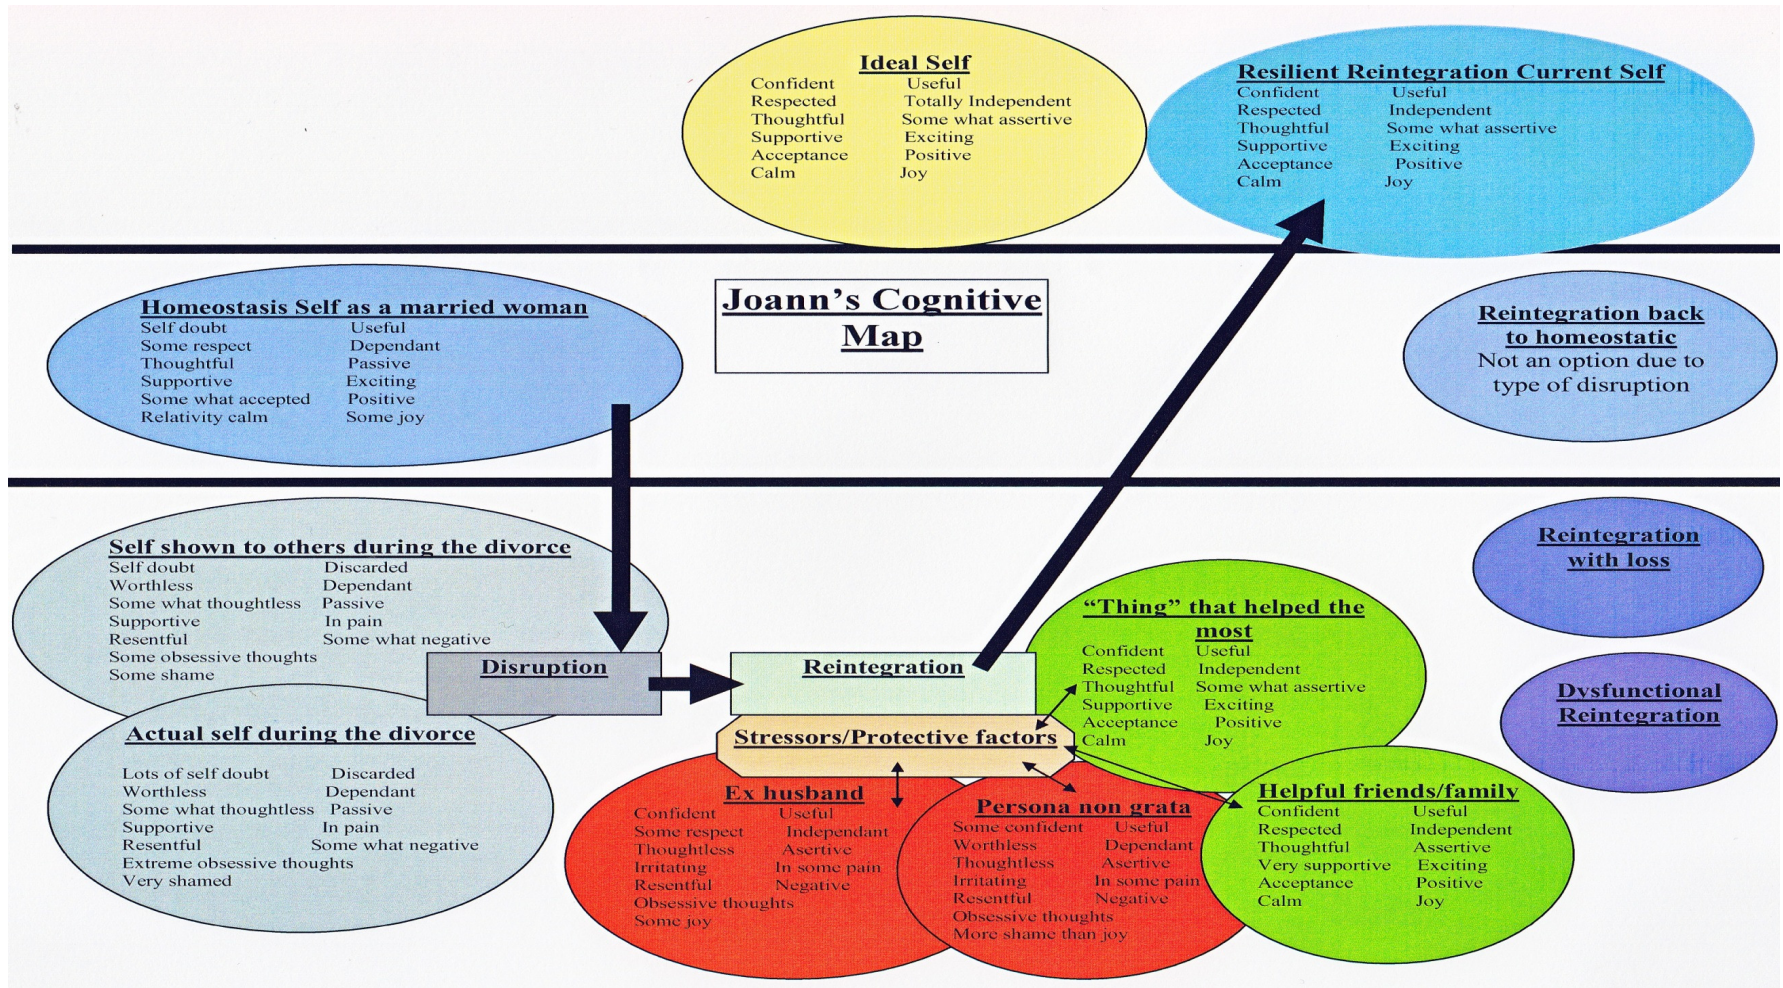 Ideal Self
Confident Useful
Respected Totally Independent
Thoughtful Some what assertive
Supportive Exciting
Acceptance Positive
Calm Joy
Resilient Reintegration Current Self
Confident Useful
Respected Independent
Thoughtful Some what assertive
Supportive Exciting
Acceptance Positive
Calm Joy
Homeostasis Self as a married woman
Self doubt Useful
Some respect Dependant
Thoughtful Passive
Supportive Exciting
Some what accepted Positive
Relativity calm Some joy
Joann's Cognitive
Map
Reintegration back
to homeostatic
Not an option due to
type of disruption
Self shown to others during the divorce
Self doubt Discarded
Worthless Dependant
Some what thoughtless Passive
Supportive In pain
Resentful Some what negative
Some obsessive thoughts
Some shame
Disruption
Reintegration
"Thing" that helped the
most
Confident Useful
Respected Independent
Thoughtful Some what assertive
Supportive Exciting
Acceptance Positive
Calm Joy
Reintegration
with loss
Dysfunctional
Reintegration
Actual self during the divorce
Lots of self doubt Discarded
Worthless Dependant
Some what thoughtless Passive
Supportive In pain
Resentful Some what negative
Extreme obsessive thoughts
Very shamed
Stressors/Protective factors
Ex husband
Confident Useful
Some respect Independant
Thoughtless Asertive
Irritating In some pain
Resentful Negative
Obsessive thoughts
Some joy
Persona non grata
Some confident Useful
Worthless Dependant
Thoughtless Asertive
Irritating In some pain
Resentful Negative
Obsessive thoughts
More shame than joy
Helpful friends/family
Confident Useful
Respected Independent
Thoughtful Assertive
Very supportive Exciting
Acceptance Positive
Calm Joy